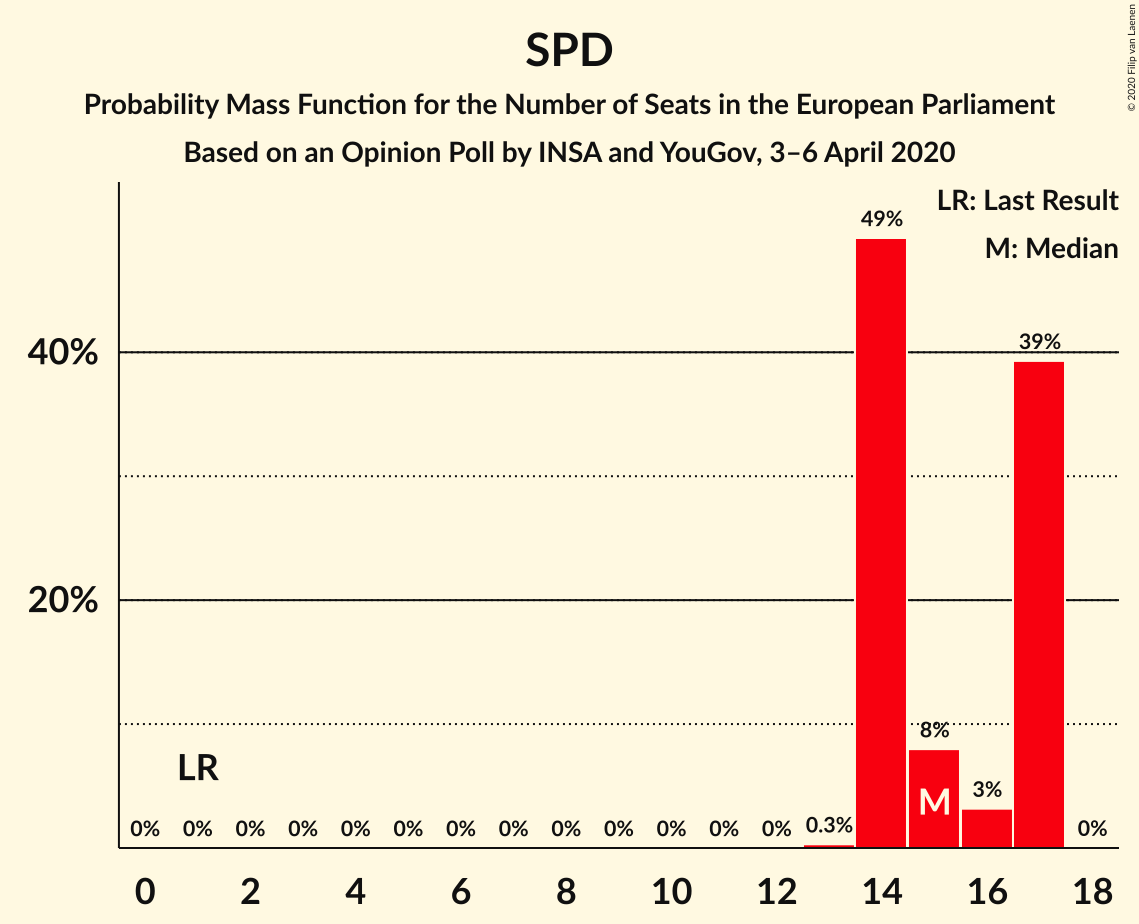 SPD
Probability Mass Function for the Number of Seats in the European Parliament
Based on an Opinion Poll by INSA and YouGov, 3–6 April 2020
© 2020 Filip van Laenen
LR: Last Result
M: Median
49%
40%
39%
20%
8%
LR
M
3%
0% 0% 0% 0% 0% 0% 0% 0% 0% 0% 0% 0% 0% 0.3% 0%
0 2 4 6 8 10 12 14 16 18